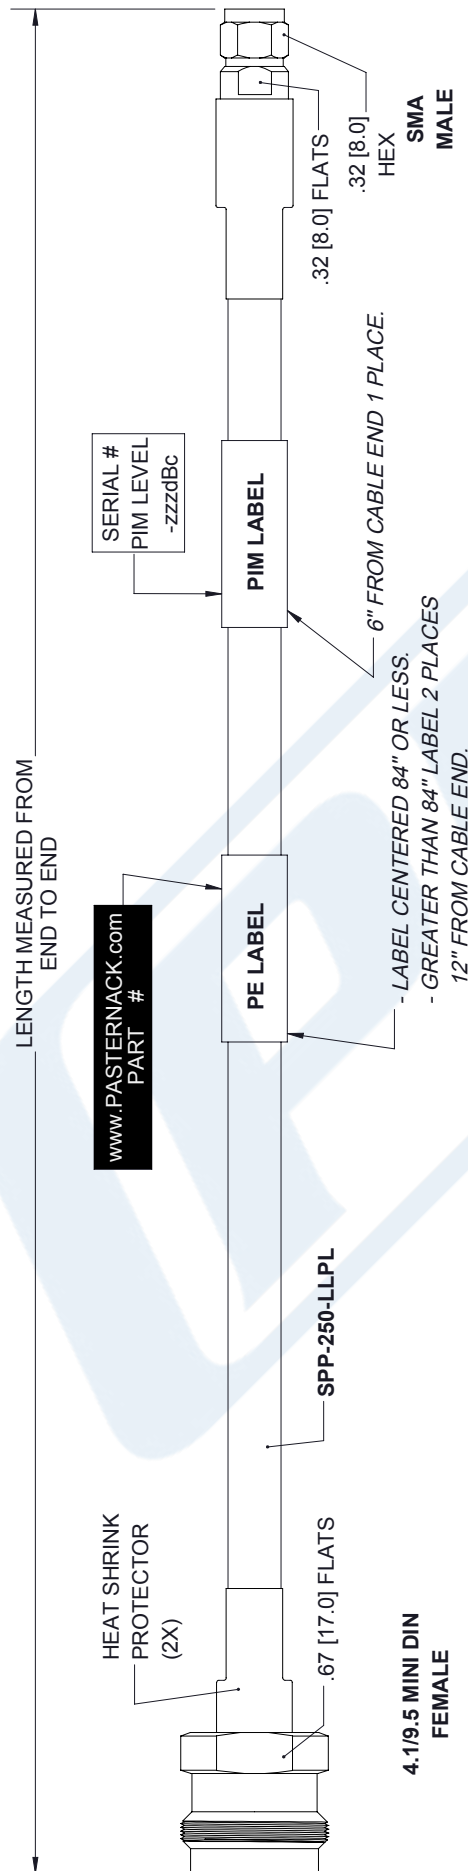 LENGTH MEASURED FROM
END TO END
HEAT SHRINK
PROTECTOR
(2X)
www.PASTERNACK.com
PART #
SERIAL #
PIM LEVEL
-zzzdBc
PE LABEL
PIM LABEL
.67 [17.0] FLATS
SPP-250-LLPL
- LABEL CENTERED 84" OR LESS.
- GREATER THAN 84" LABEL 2 PLACES
12" FROM CABLE END.
6" FROM CABLE END 1 PLACE.
.32 [8.0] FLATS
.32 [8.0]
HEX
4.1/9.5 MINI DIN
FEMALE
SMA
MALE